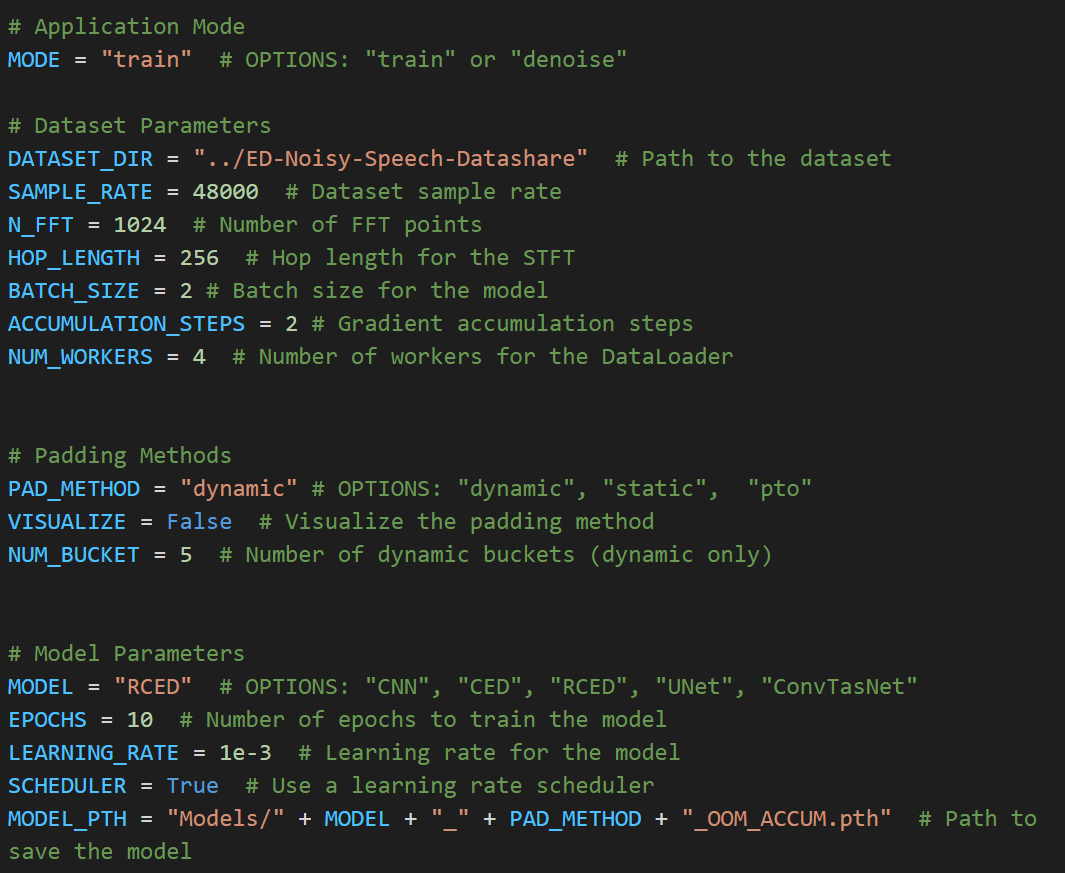 # Application Mode
MODE = "train"  # OPTIONS: "train" or "denoise"

# Dataset Parameters
DATASET_DIR = "../ED-Noisy-Speech-Datashare"  # Path to the dataset
SAMPLE_RATE = 48000  # Dataset sample rate
N_FFT = 1024  # Number of FFT points
HOP_LENGTH = 256  # Hop length for the STFT
BATCH_SIZE = 2 # Batch size for the model
ACCUMULATION_STEPS = 2 # Gradient accumulation steps
NUM_WORKERS = 4  # Number of workers for the DataLoader

# Padding Methods
PAD_METHOD = "dynamic" # OPTIONS: "dynamic", "static",  "pto"
VISUALIZE = False  # Visualize the padding method
NUM_BUCKET = 5  # Number of dynamic buckets (dynamic only)

# Model Parameters
MODEL = "RCED"  # OPTIONS: "CNN", "CED", "RCED", "UNet", "ConvTasNet"
EPOCHS = 10  # Number of epochs to train the model
LEARNING_RATE = 1e-3  # Learning rate for the model
SCHEDULER = True  # Use a learning rate scheduler
MODEL_PTH = "Models/" + MODEL + "_" + PAD_METHOD + "_OOM_ACCUM.pth"  # Path to
save the model